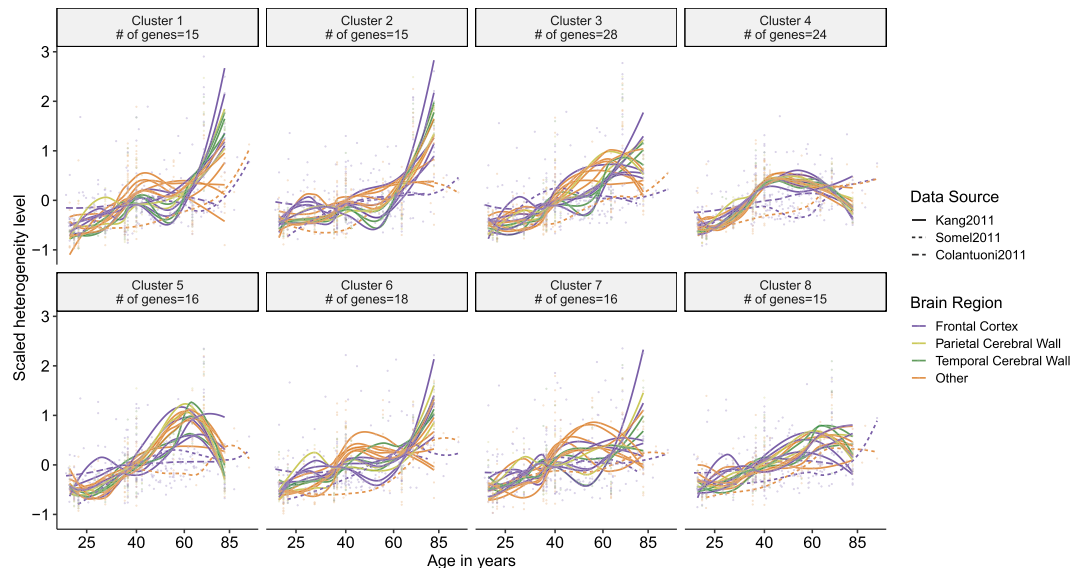 Cluster 1
# of genes=15
Cluster 2
# of genes=15
Cluster 3
# of genes=28
Cluster 4
# of genes=24
3
2
1
0
−1
Cluster 5
# of genes=16
Cluster 6
# of genes=18
Cluster 7
# of genes=16
Cluster 8
# of genes=15
3
2
1
0
−1
25 40 60 85
25 40 60 85
25 40 60 85
25 40 60 85
Age in years
Scaled heterogeneity level
Data Source
Kang2011
Somel2011
Colantuoni2011
Brain Region
Frontal Cortex
Parietal Cerebral Wall
Temporal Cerebral Wall
Other